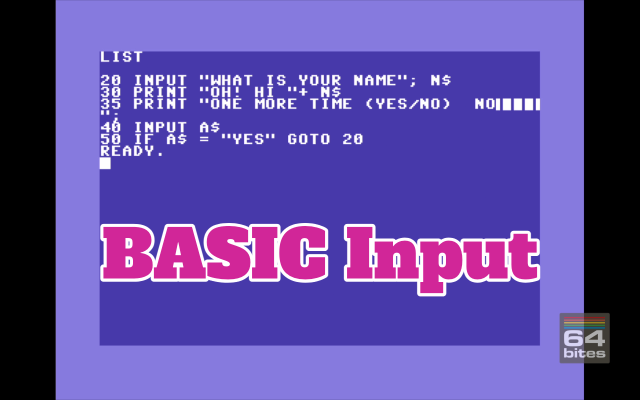 LIST
20 INPUT "WHAT IS YOUR NAME"; N$
30 PRINT "OH! HI "+ N$
35 PRINT "ONE MORE TIME (YES/NO)  NO
";
40 INPUT A$
50 IF A$ = "YES" GOTO 20
READY.
BASIC Input
64
bites